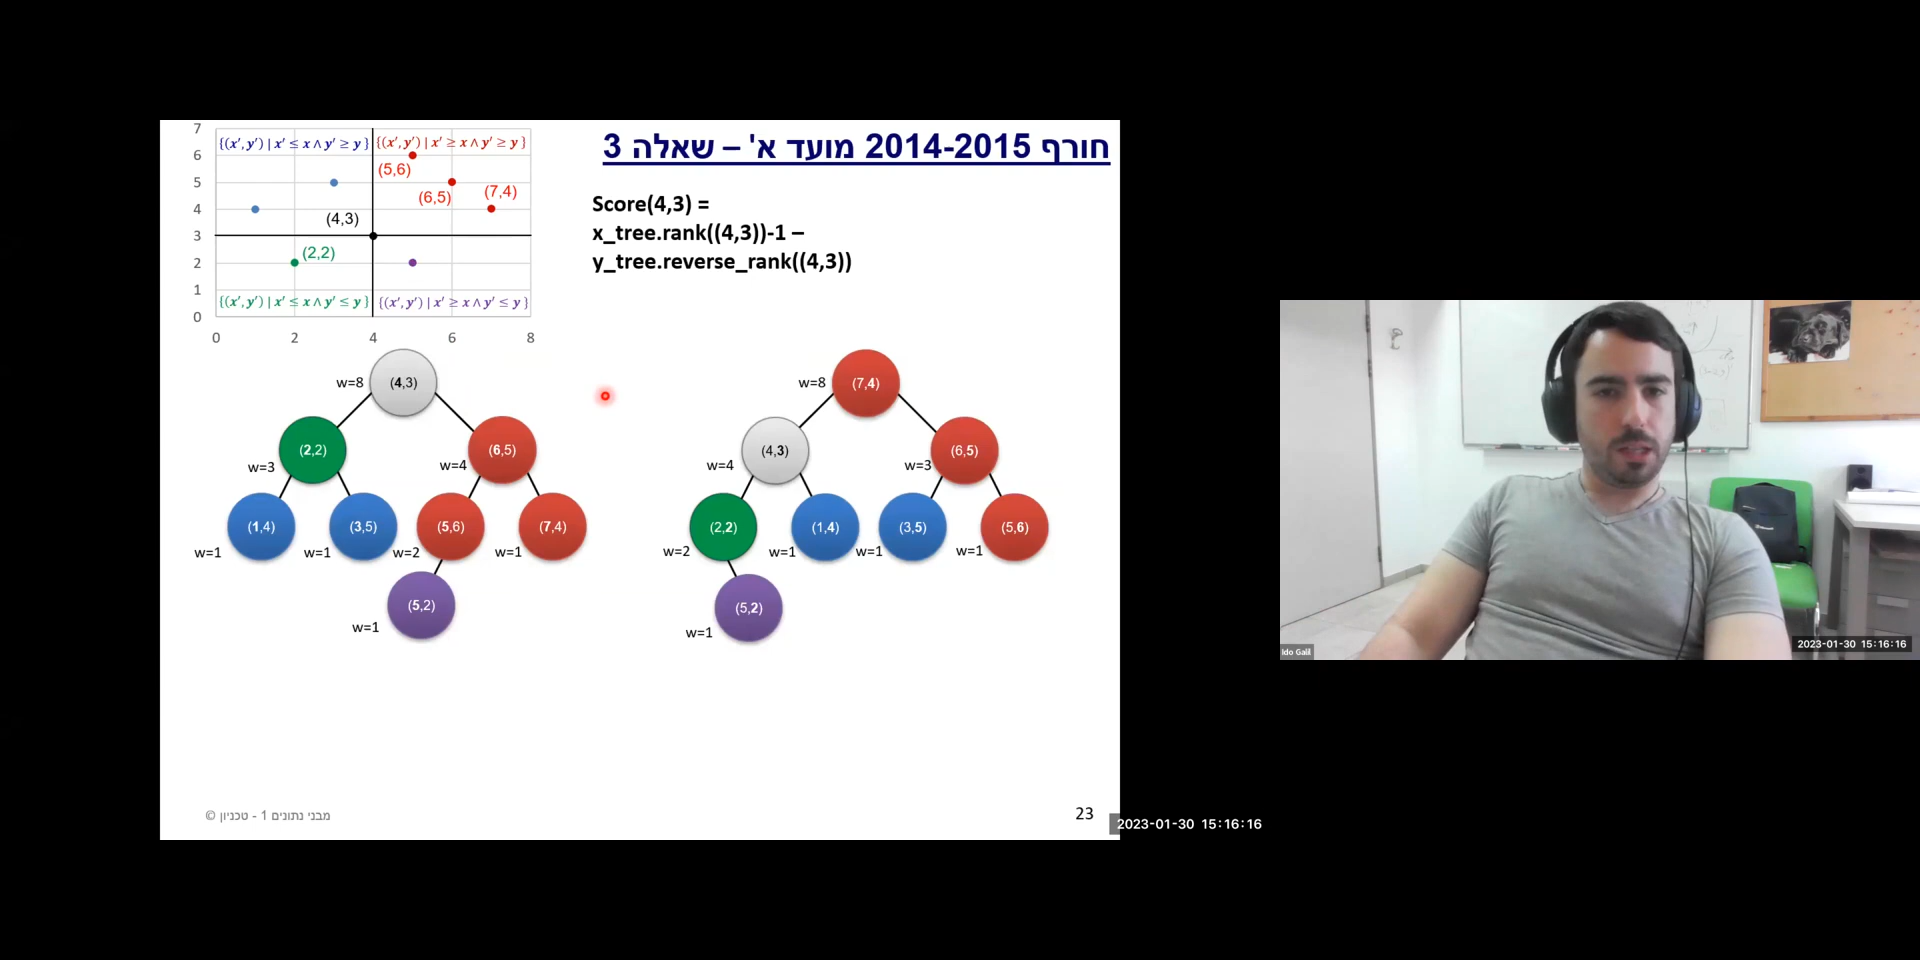 חורף 2014-2015 מועד א' – שאלה 3
7
6
5
4
3
2
1
0
0 2 4 6 8
{(x′,y′) | x′ ≤ x ∧ y′ ≥ y}
{(x′,y′) | x′ ≥ x ∧ y′ ≥ y}
(5,6)
(6,5)
(7,4)
(4,3)
(2,2)
{(x′,y′) | x′ ≤ x ∧ y′ ≤ y}
{(x′,y′) | x′ ≥ x ∧ y′ ≤ y}
Score(4,3) =
x_tree.rank((4,3))-1 –
y_tree.reverse_rank((4,3))
w=8 (4,3)
w=3 (2,2)
w=4 (6,5)
w=1 (1,4)
w=1 (3,5)
w=2 (5,6)
w=1 (7,4)
w=1 (5,2)
w=8 (7,4)
w=4 (4,3)
w=3 (6,5)
w=2 (2,2)
w=1 (1,4)
w=1 (3,5)
w=1 (5,6)
w=1 (5,2)
מבני נתונים 1 - טכניון ©
23
2023-01-30 15:16:16
Ido Galil
2023-01-30 15:16:16